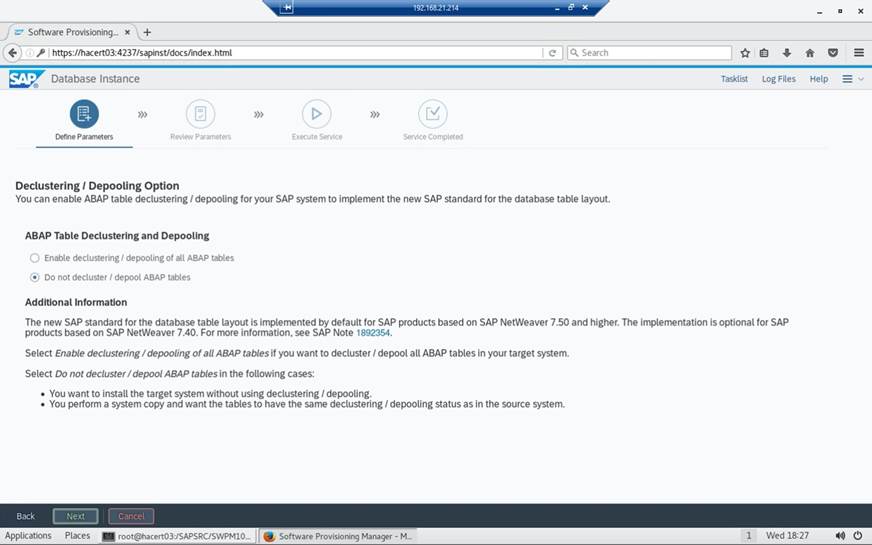 192.168.21.214
Software Provisioning...
https://hacert03:4237/sapinst/docs/index.html
Search
SAP Database Instance
Tasklist Log Files Help
Define Parameters
Review Parameters
Execute Service
Service Completed
Declustering / Depooling Option
You can enable ABAP table declustering / depooling for your SAP system to implement the new SAP standard for the database table layout.
ABAP Table Declustering and Depooling
Enable declustering / depooling of all ABAP tables
Do not decluster / depool ABAP tables
Additional Information
The new SAP standard for the database table layout is implemented by default for SAP products based on SAP NetWeaver 7.50 and higher. The implementation is optional for SAP
products based on SAP NetWeaver 7.40. For more information, see SAP Note 1892354.
Select Enable declustering / depooling of all ABAP tables if you want to decluster / depool all ABAP tables in your target system.
Select Do not decluster / depool ABAP tables in the following cases:
• You want to install the target system without using declustering / depooling.
• You perform a system copy and want the tables to have the same declustering / depooling status as in the source system.
Back Next Cancel
Applications Places root@hacert03:/SAPSRC/SWPM10... Software Provisioning Manager - M... 1 Wed 18:27